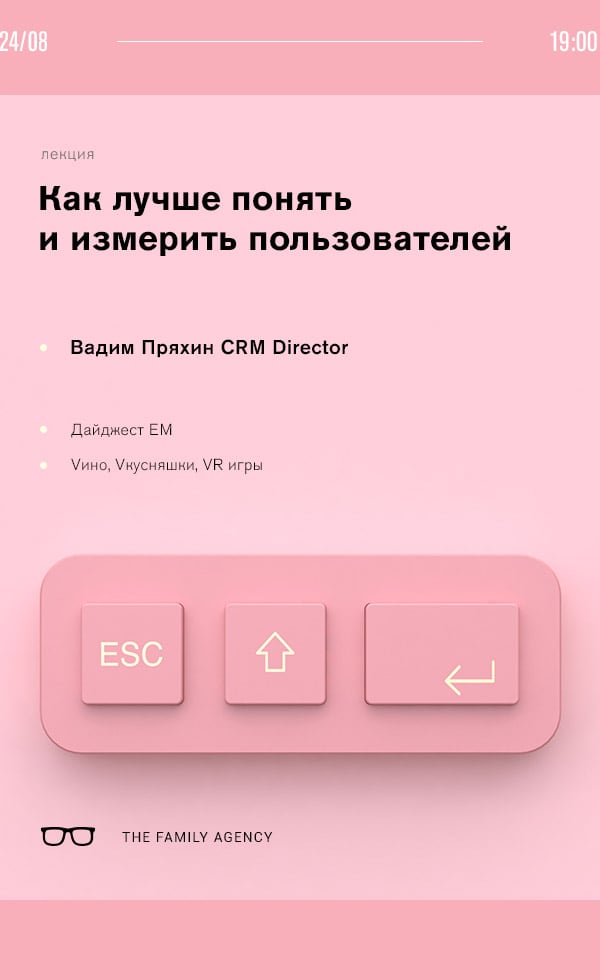 24/08 19:00
лекция
Как лучше понять
и измерить пользователей
Вадим Пряхин CRM Director
Дайджест ЕМ
Vино, Vкусняшки, VR игры
ESC
THE FAMILY AGENCY